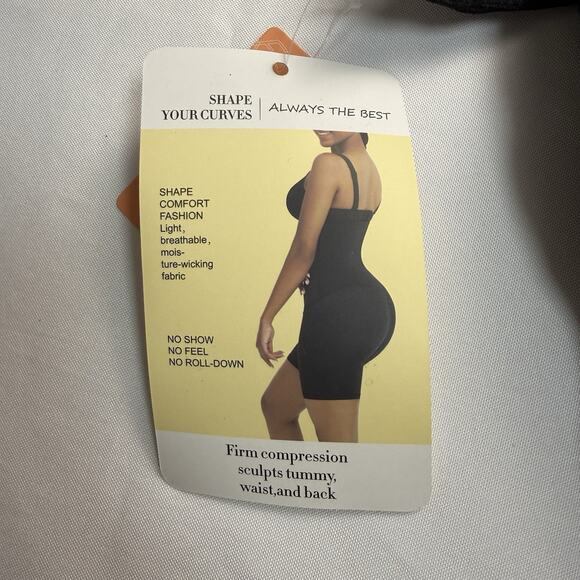 SHAPE
YOUR CURVES
ALWAYS THE BEST
SHAPE
COMFORT
FASHION
Light,
breathable,
mois-
ture-wicking
fabric
NO SHOW
NO FEEL
NO ROLL-DOWN
Firm compression
sculpts tummy,
waist,and back